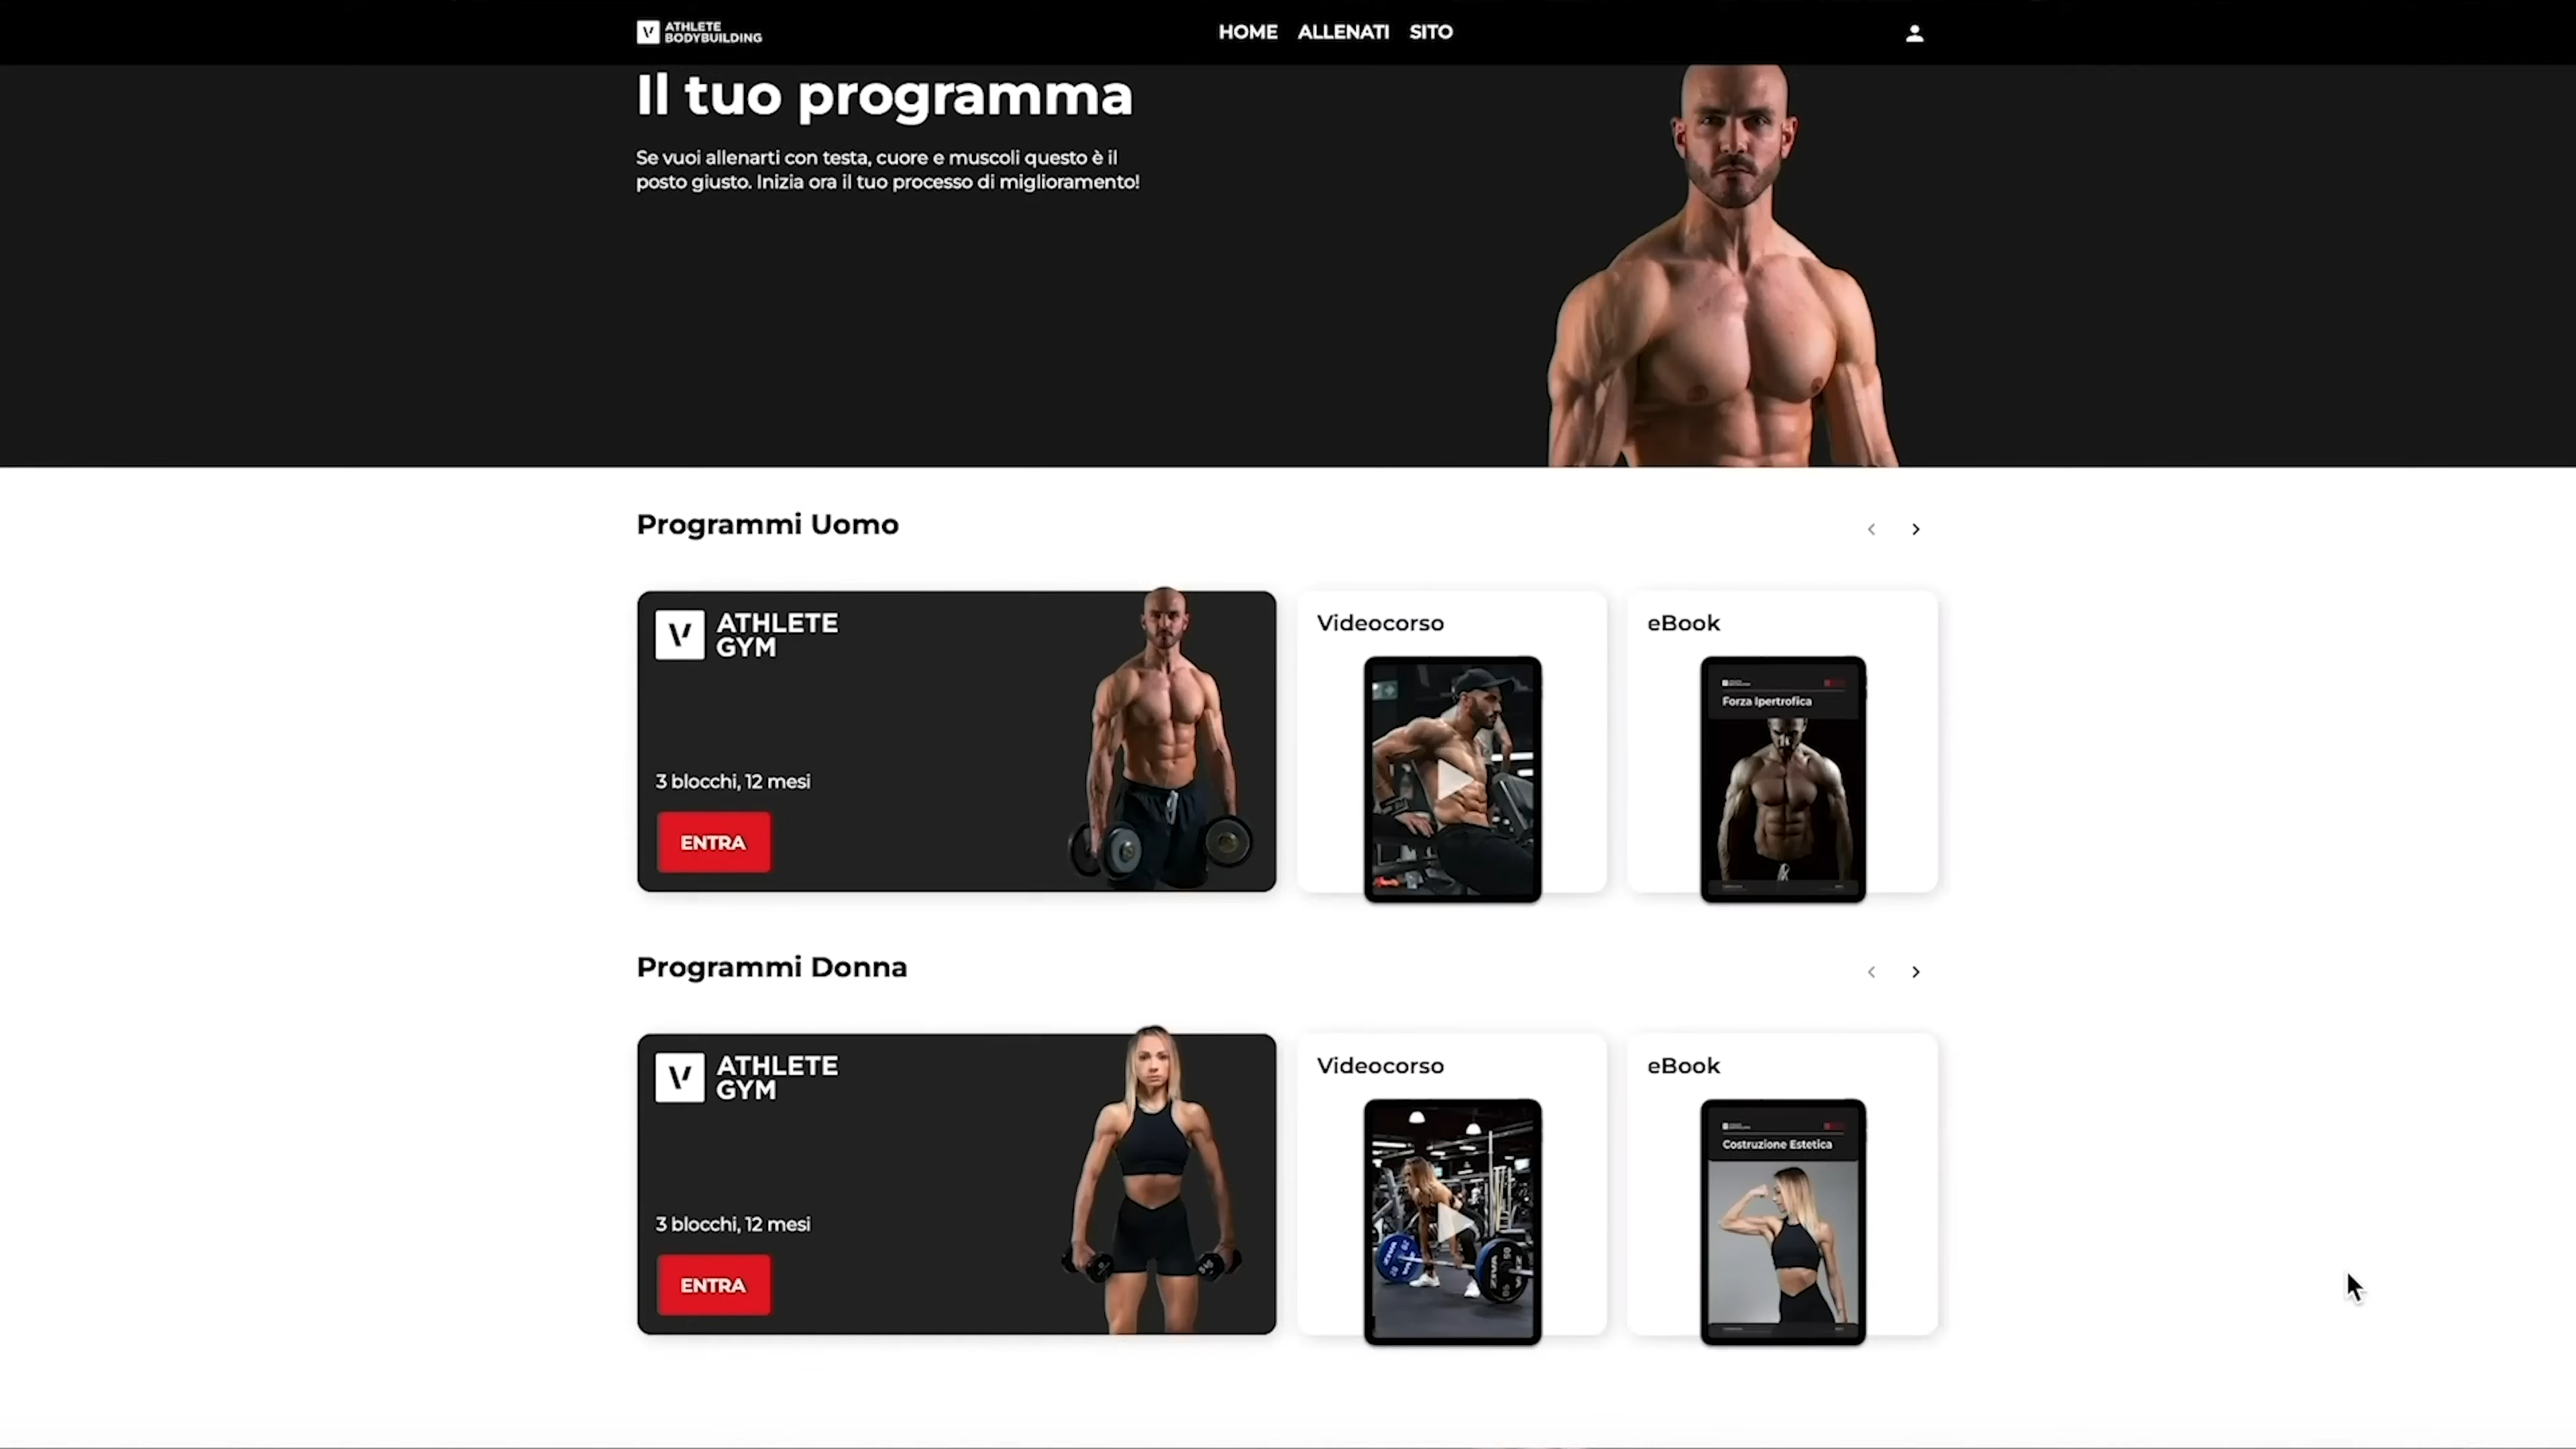 ATHLETE
BODYBUILDING
HOME ALLENATI SITO
Il tuo programma
Se vuoi allenarti con testa, cuore e muscoli questo è il
posto giusto. Inizia ora il tuo processo di miglioramento!
Programmi Uomo
ATHLETE
GYM
3 blocchi, 12 mesi
ENTRA
Videocorso
eBook
Forza Ipertrofica
Programmi Donna
ATHLETE
GYM
3 blocchi, 12 mesi
ENTRA
Videocorso
eBook
Costruzione Estetica